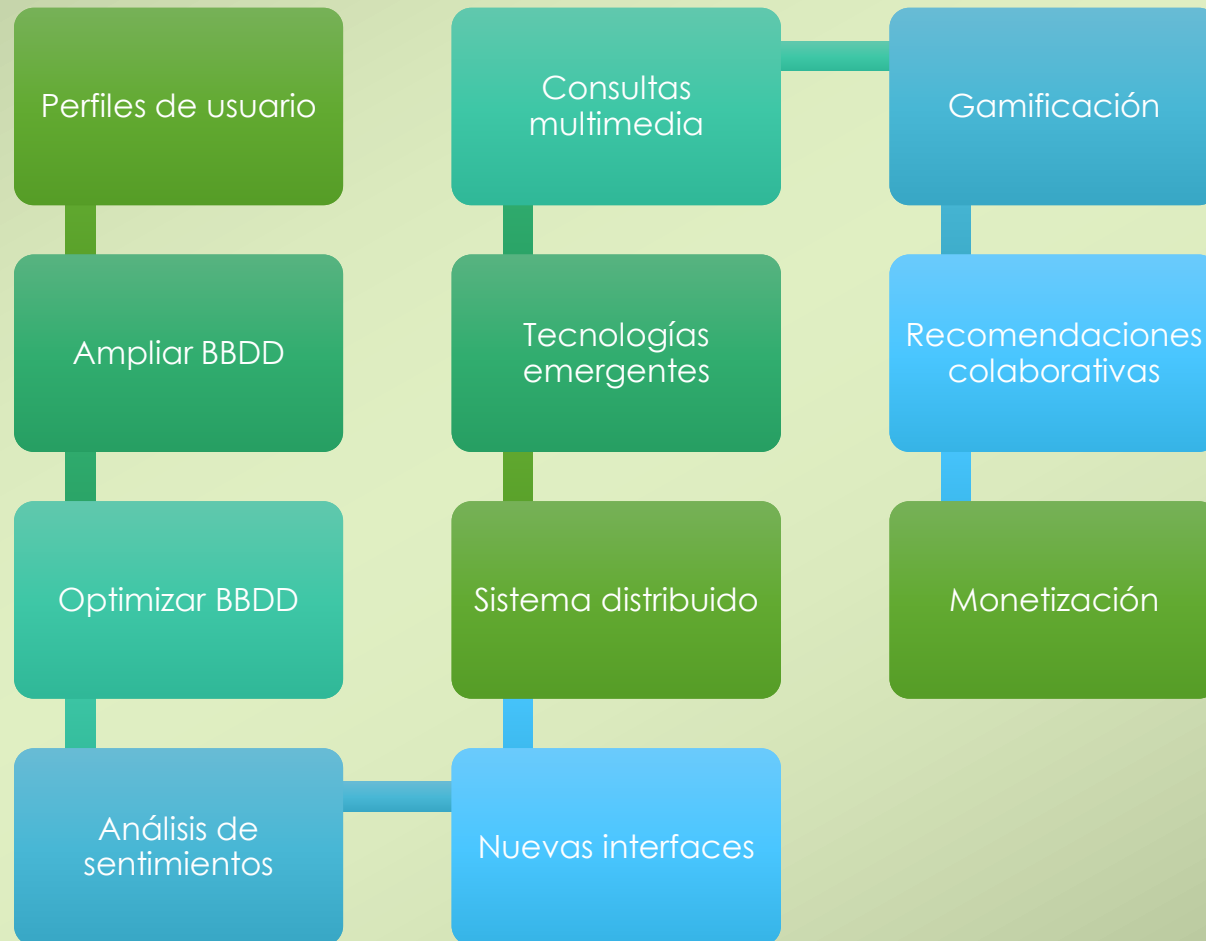 Perfiles de usuario
Ampliar BBDD
Optimizar BBDD
Análisis de
sentimientos
Nuevas interfaces
Sistema distribuido
Tecnologías
emergentes
Consultas
multimedia
Gamificación
Recomendaciones
colaborativas
Monetización